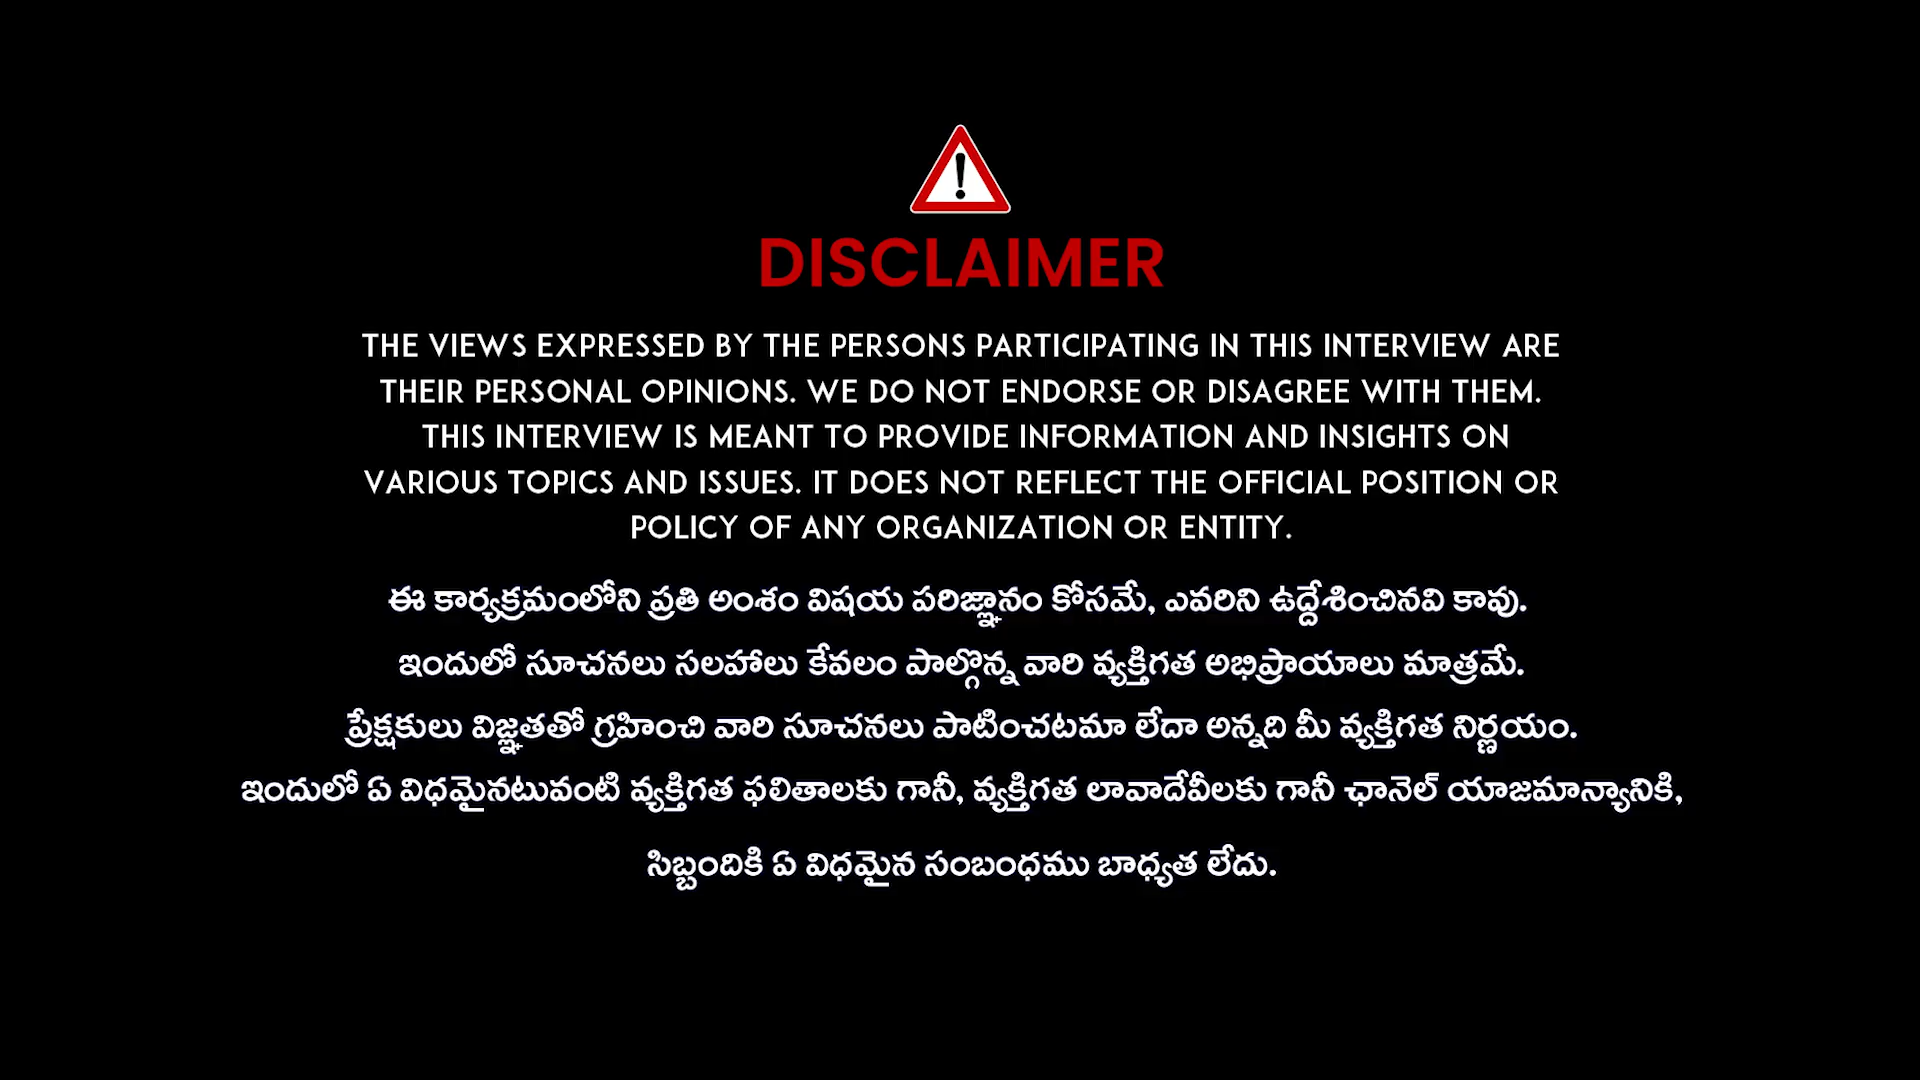 DISCLAIMER
THE VIEWS EXPRESSED BY THE PERSONS PARTICIPATING IN THIS INTERVIEW ARE
THEIR PERSONAL OPINIONS. WE DO NOT ENDORSE OR DISAGREE WITH THEM.
THIS INTERVIEW IS MEANT TO PROVIDE INFORMATION AND INSIGHTS ON
VARIOUS TOPICS AND ISSUES. IT DOES NOT REFLECT THE OFFICIAL POSITION OR
POLICY OF ANY ORGANIZATION OR ENTITY.
ఈ కార్యక్రమంలోని ప్రతి అంశం విషయ పరిజ్ఞానం కోసమే, ఎవరిని ఉద్దేశించినవి కావు.
ఇందులో సూచనలు సలహాలు కేవలం పాల్గొన్న వారి వ్యక్తిగత అభిప్రాయాలు మాత్రమే.
ప్రేక్షకులు విజ్ఞతతో గ్రహించి వారి సూచనలు పాటించటమా లేదా అన్నది మీ వ్యక్తిగత నిర్ణయం.
ఇందులో ఏ విధమైనటువంటి వ్యక్తిగత ఫలితాలకు గానీ, వ్యక్తిగత లావాదేవీలకు గానీ ఛానెల్ యాజమాన్యానికి,
సిబ్బందికి ఏ విధమైన సంబంధము బాధ్యత లేదు.